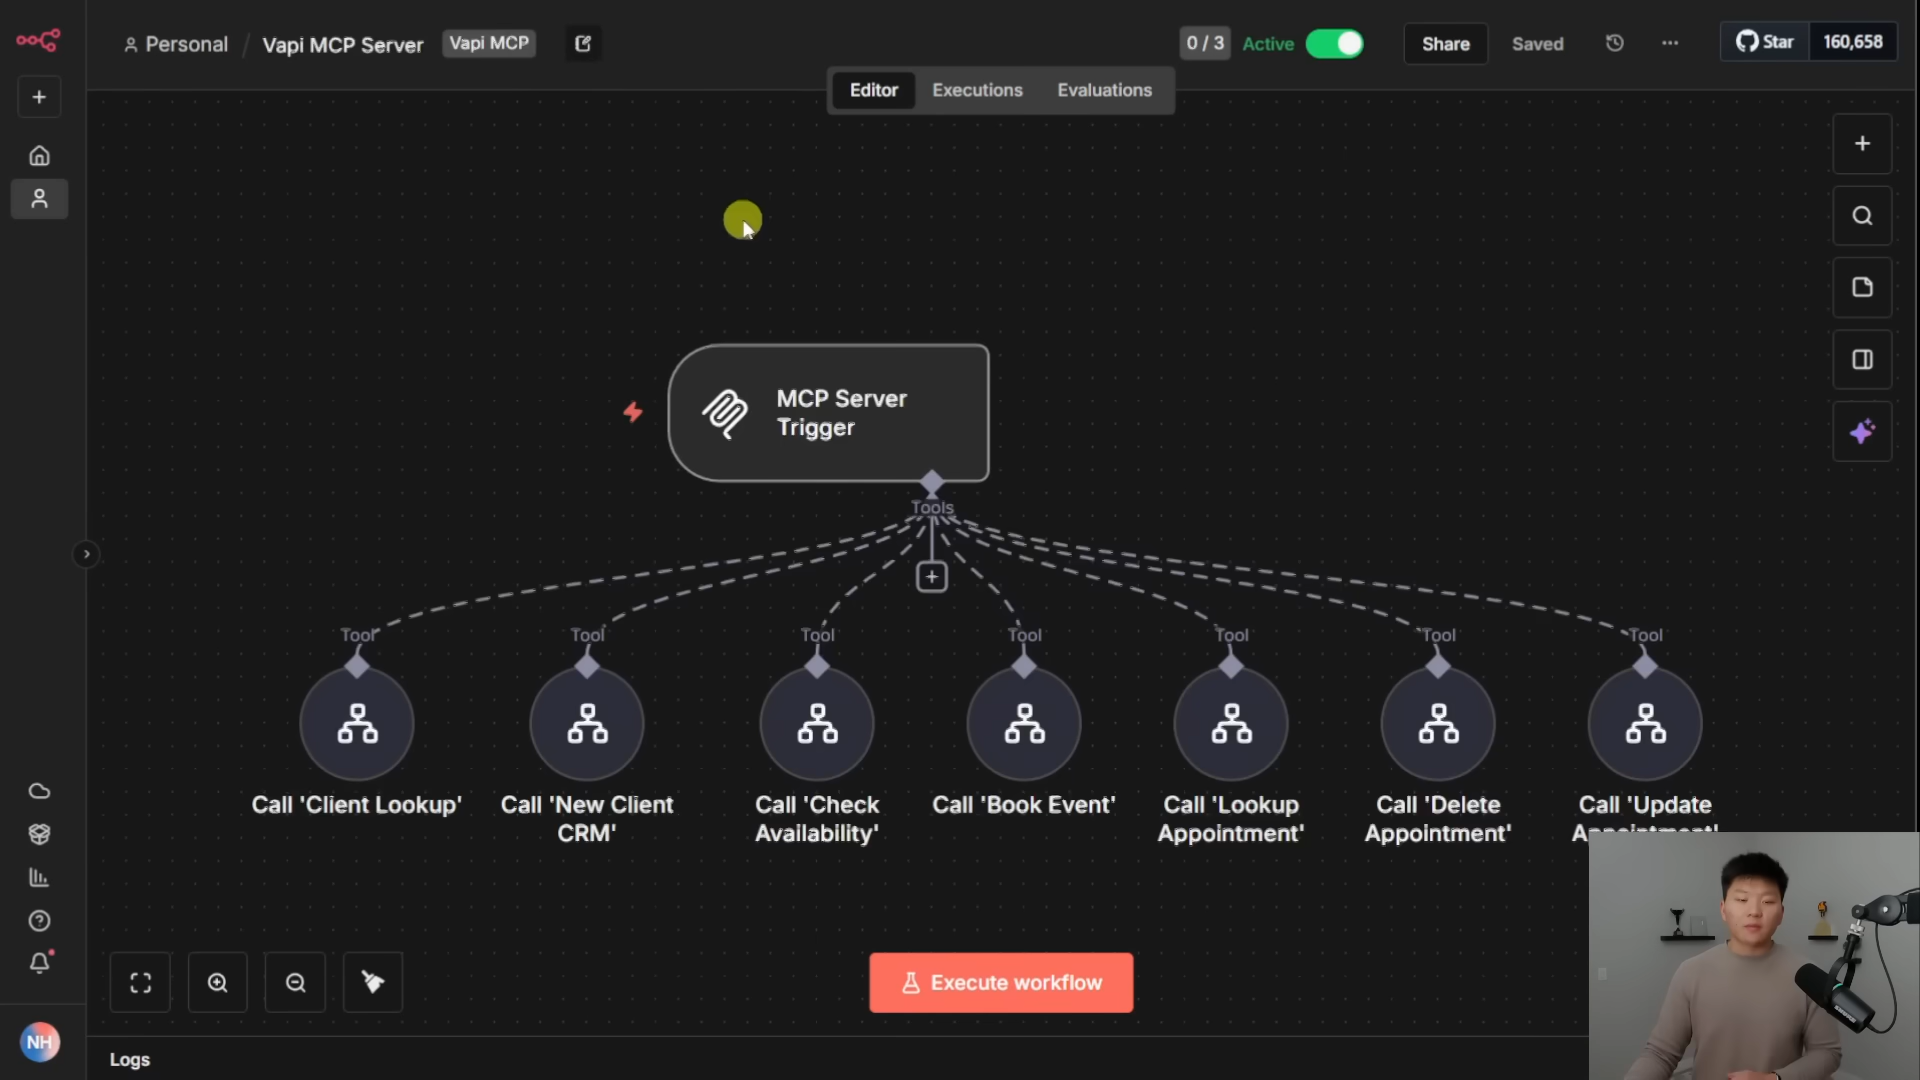 Personal / Vapi MCP Server Vapi MCP
0 / 3 Active Share Saved Star 160,658
Editor Executions Evaluations
MCP Server
Trigger
Tools
Tool Tool Tool Tool Tool Tool Tool
Call 'Client Lookup'
Call 'New Client
CRM'
Call 'Check
Availability'
Call 'Book Event'
Call 'Lookup
Appointment'
Call 'Delete
Appointment'
Call 'Update
Appointment'
Execute workflow
NH
Logs